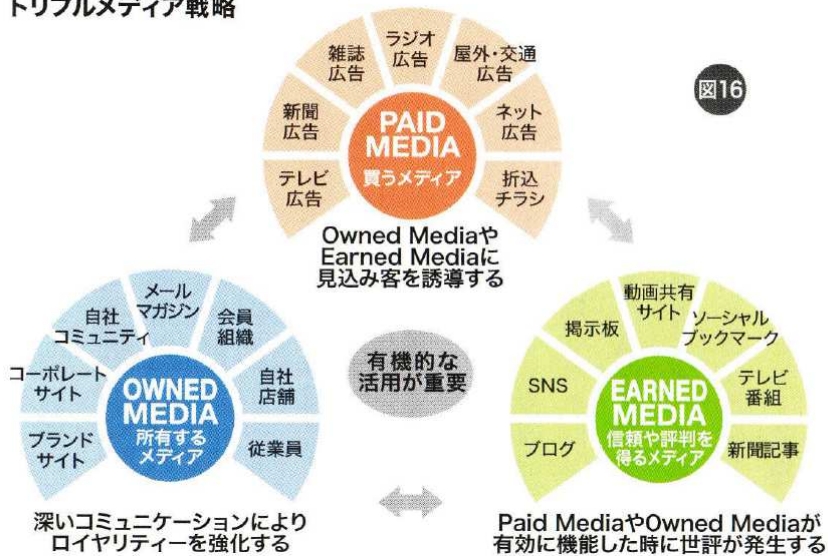 トリプルメディア戦略
図16
ラジオ
広告
雑誌
広告
屋外・交通
広告
新聞
広告
ネット
広告
テレビ
広告
折込
チラシ
PAID
MEDIA
買うメディア
Owned Mediaや
Earned Mediaに
見込み客を誘導する
メール
マガジン
自社
コミュニティ
会員
組織
コーポレート
サイト
自社
店舗
ブランド
サイト
従業員
OWNED
MEDIA
所有する
メディア
深いコミュニケーションにより
ロイヤリティーを強化する
有機的な
活用が重要
動画共有
サイト
掲示板
ソーシャル
ブックマーク
SNS
テレビ
番組
ブログ
新聞記事
EARNED
MEDIA
信頼や評判を
得るメディア
Paid MediaやOwned Mediaが
有効に機能した時に世評が発生する